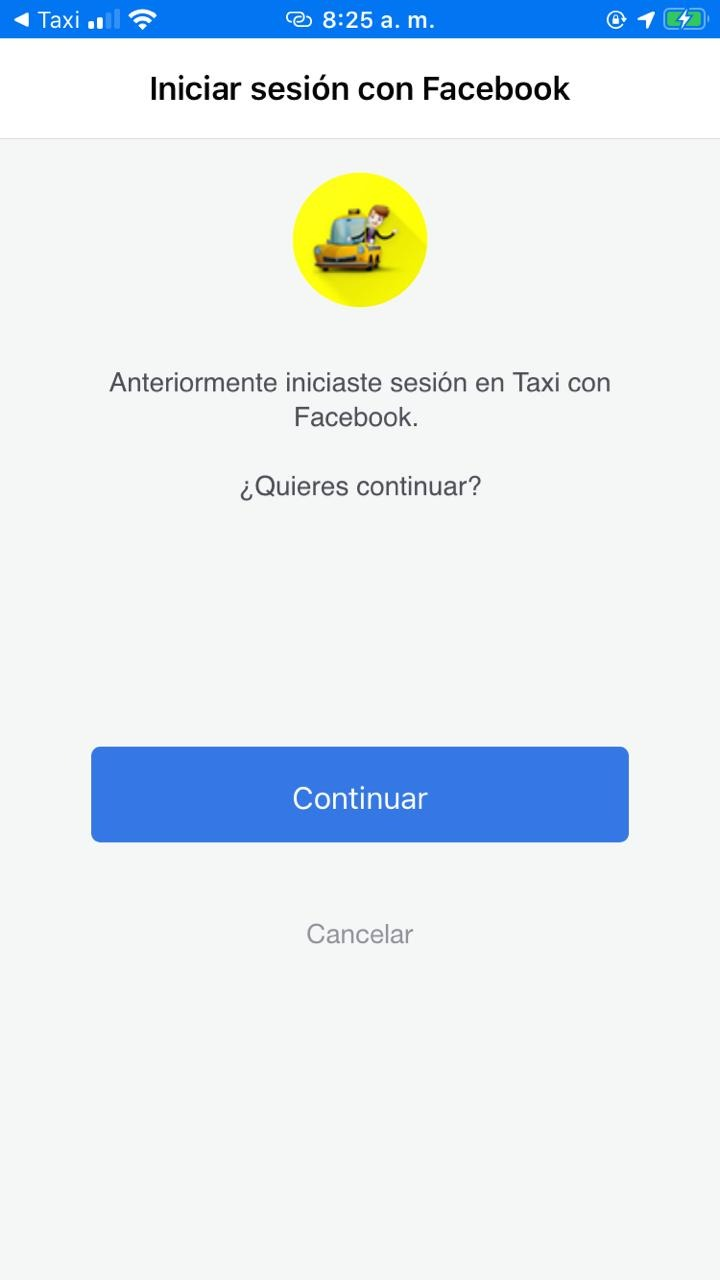 Taxi
8:25 a. m.
Iniciar sesión con Facebook
Anteriormente iniciaste sesión en Taxi con
Facebook.
¿Quieres continuar?
Continuar
Cancelar